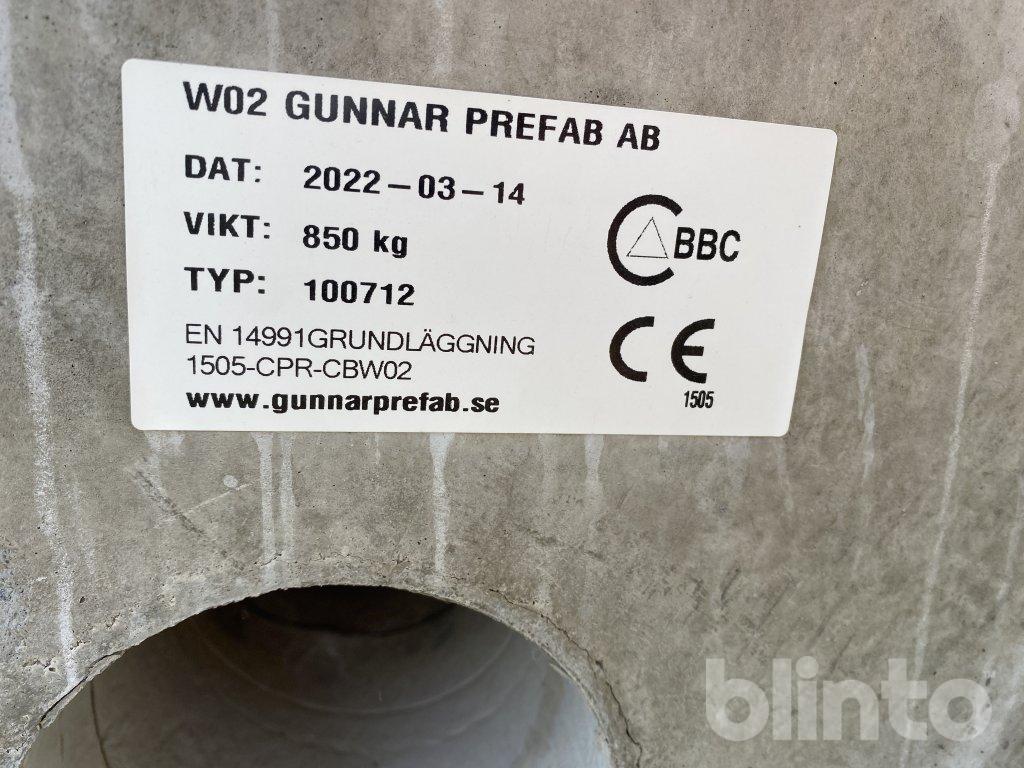 W02 GUNNAR PREFAB AB
DAT: 2022-03-14
VIKT: 850 kg
TYP: 100712
BBC
EN 14991GRUNDLÄGGNING
1505-CPR-CBW02
www.gunnarprefab.se
CE
1505
blinto